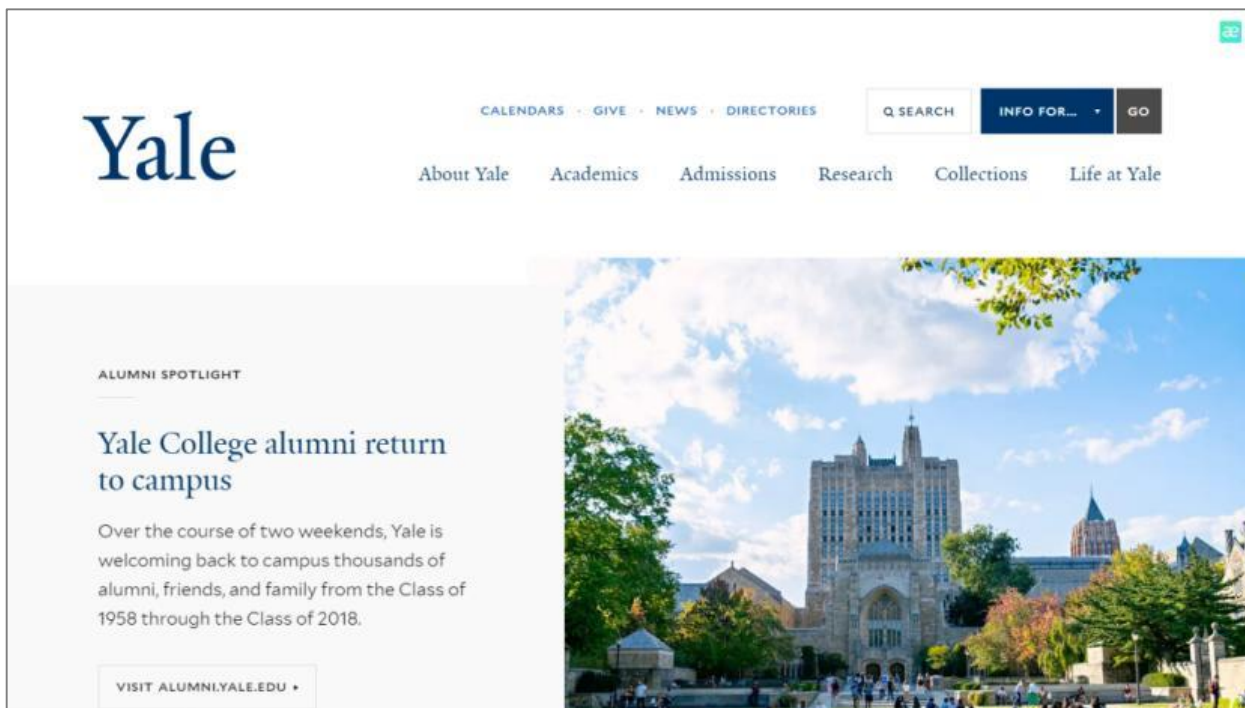 æ
Yale
CALENDARS · GIVE · NEWS · DIRECTORIES
SEARCH
INFO FOR...
GO
About Yale Academics Admissions Research Collections Life at Yale
ALUMNI SPOTLIGHT
Yale College alumni return
to campus
Over the course of two weekends, Yale is
welcoming back to campus thousands of
alumni, friends, and family from the Class of
1958 through the Class of 2018.
VISIT ALUMNI.YALE.EDU